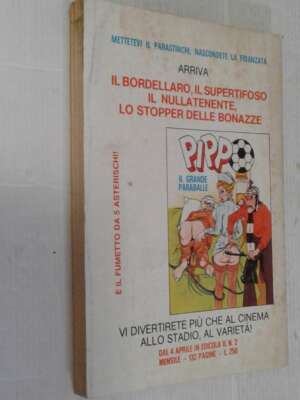 METTETEVI IL PARASTINCHI, NASCONDETE LA FIDANZATA
ARRIVA
IL BORDELLARO, IL SUPERTIFOSO
IL NULLATENENTE,
LO STOPPER DELLE BONAZZE
E IL FUMETTO DA 5 ASTERISCHI!
PIPPO
IL GRANDE
PARABALLE
VI DIVERTIRETE PIÙ CHE AL CINEMA
ALLO STADIO, AL VARIETÀ!
DAL 4 APRILE IN EDICOLA IL N. 2
MENSILE - 132 PAGINE - L. 250